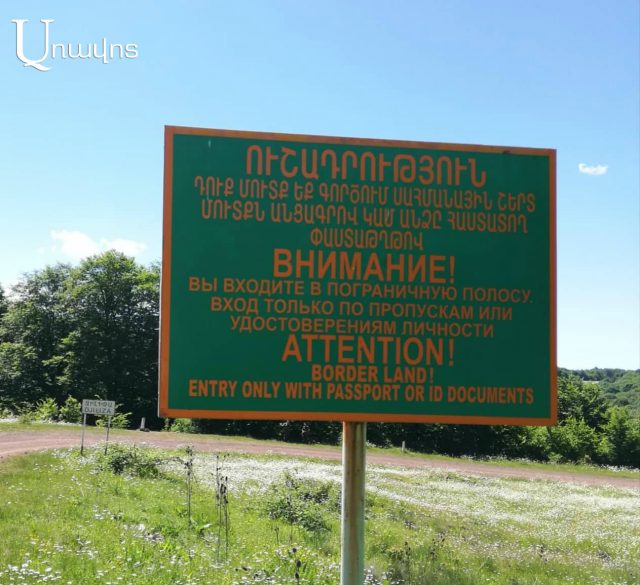 Առավոտ
ՈՒՇԱԴՐՈՒԹՅՈՒՆ
ԴՈՒՔ ՄՈՒՏՔ ԵՔ ԳՈՐԾՈՒՄ ՍԱՀՄԱՆԱՅԻՆ ՇԵՐՏ
ՄՈՒՏՔՆ ԱՆՑԱԳՐՈՎ ԿԱՄ ԱՆՁԸ ՀԱՍՏԱՏՈՂ
ՓԱՍՏԱԹՂԹՈՎ
ВНИМАНИЕ!
ВЫ ВХОДИТЕ В ПОГРАНИЧНУЮ ПОЛОСУ.
ВХОД ТОЛЬКО ПО ПРОПУСКАМ ИЛИ
УДОСТОВЕРЕНИЯМ ЛИЧНОСТИ
ATTENTION!
BORDER LAND!
ENTRY ONLY WITH PASSPORT OR ID DOCUMENTS